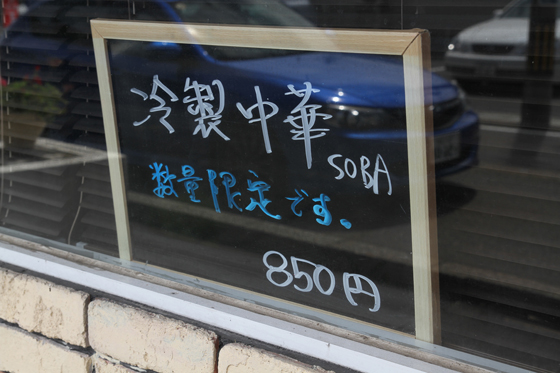 冷製中華
SOBA
数量限定です。
850円